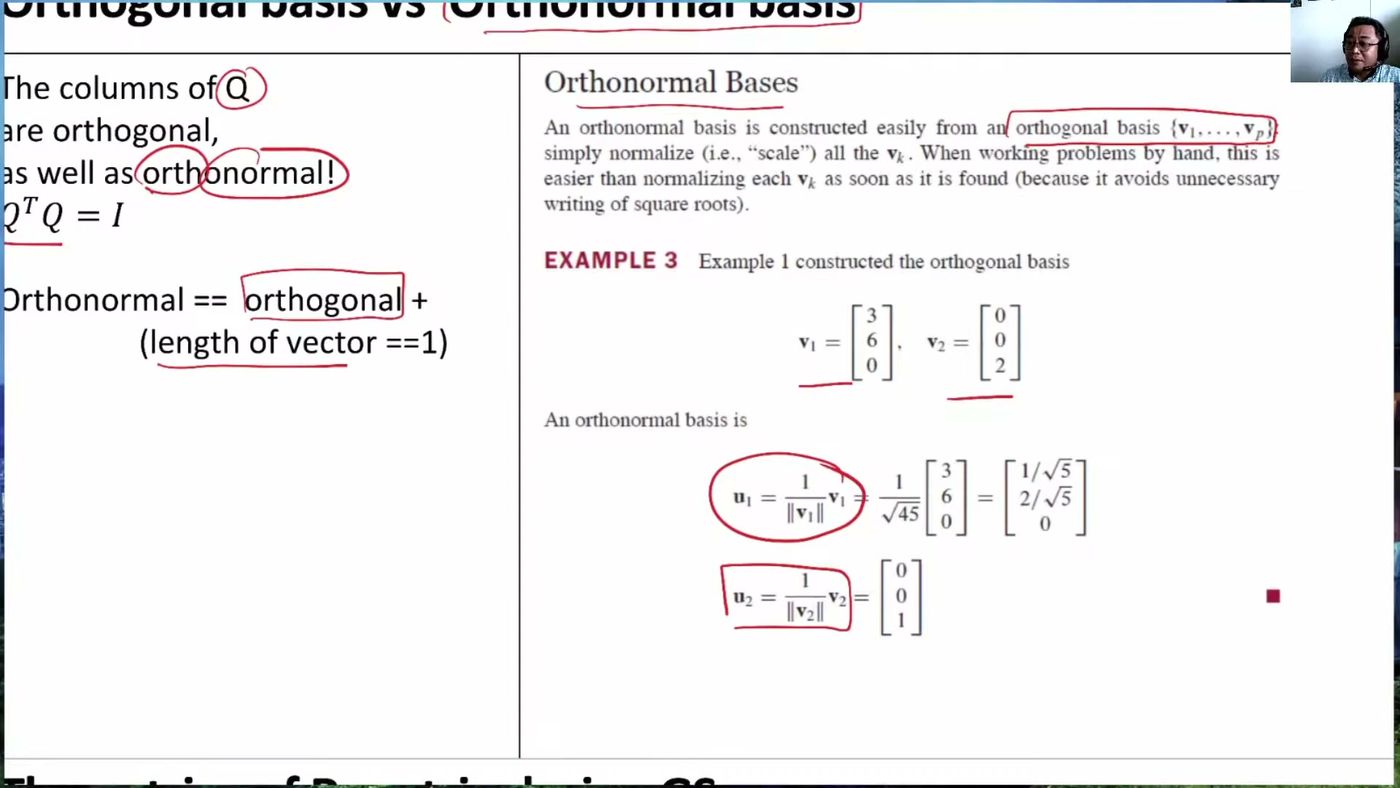 Orthogonal basis vs Orthonormal basis
The columns of Q
are orthogonal,
as well as orthonormal!
QᵀQ = I
Orthonormal == orthogonal +
(length of vector ==1)
Orthonormal Bases
An orthonormal basis is constructed easily from an orthogonal basis {v₁, . . . , vₚ}:
simply normalize (i.e., “scale”) all the vₖ. When working problems by hand, this is
easier than normalizing each vₖ as soon as it is found (because it avoids unnecessary
writing of square roots).
EXAMPLE 3 Example 1 constructed the orthogonal basis
v₁ = [3 6 0], v₂ = [0 0 2]
An orthonormal basis is
u₁ = 1/‖v₁‖ v₁ = 1/√45 [3 6 0] = [1/√5 2/√5 0]
u₂ = 1/‖v₂‖ v₂ = [0 0 1]